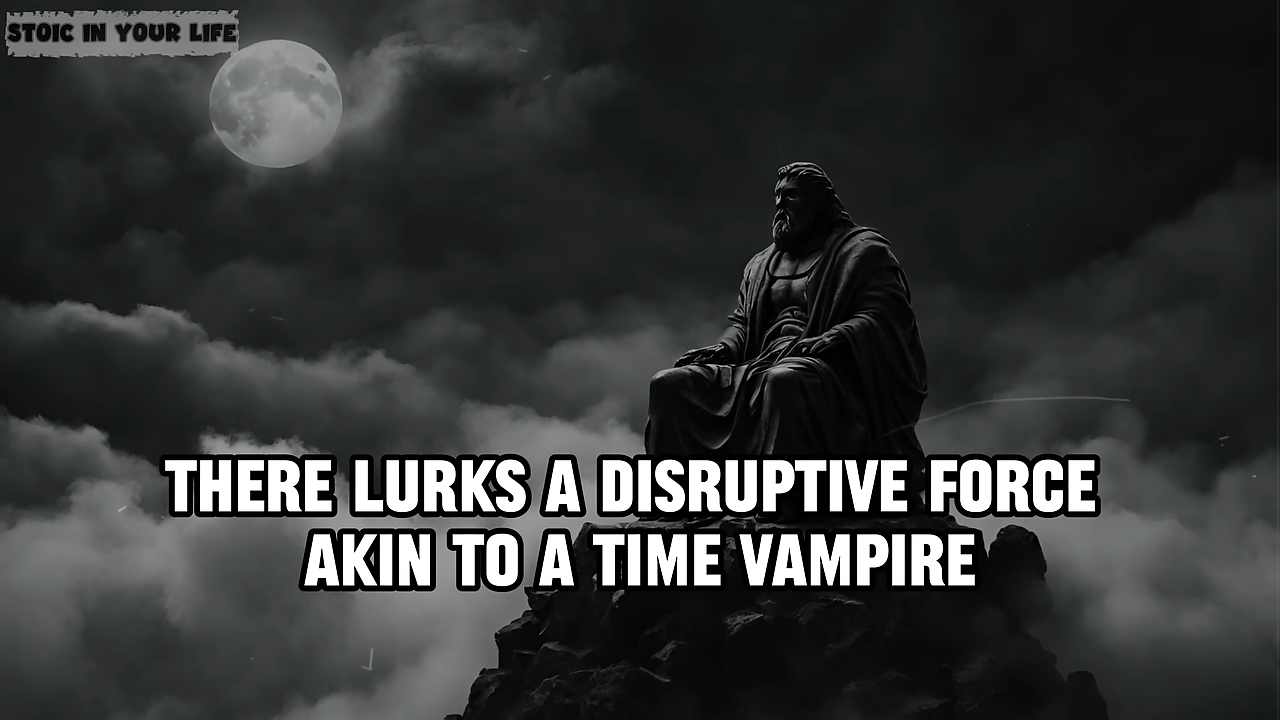 STOIC IN YOUR LIFE
THERE LURKS A DISRUPTIVE FORCE
AKIN TO A TIME VAMPIRE